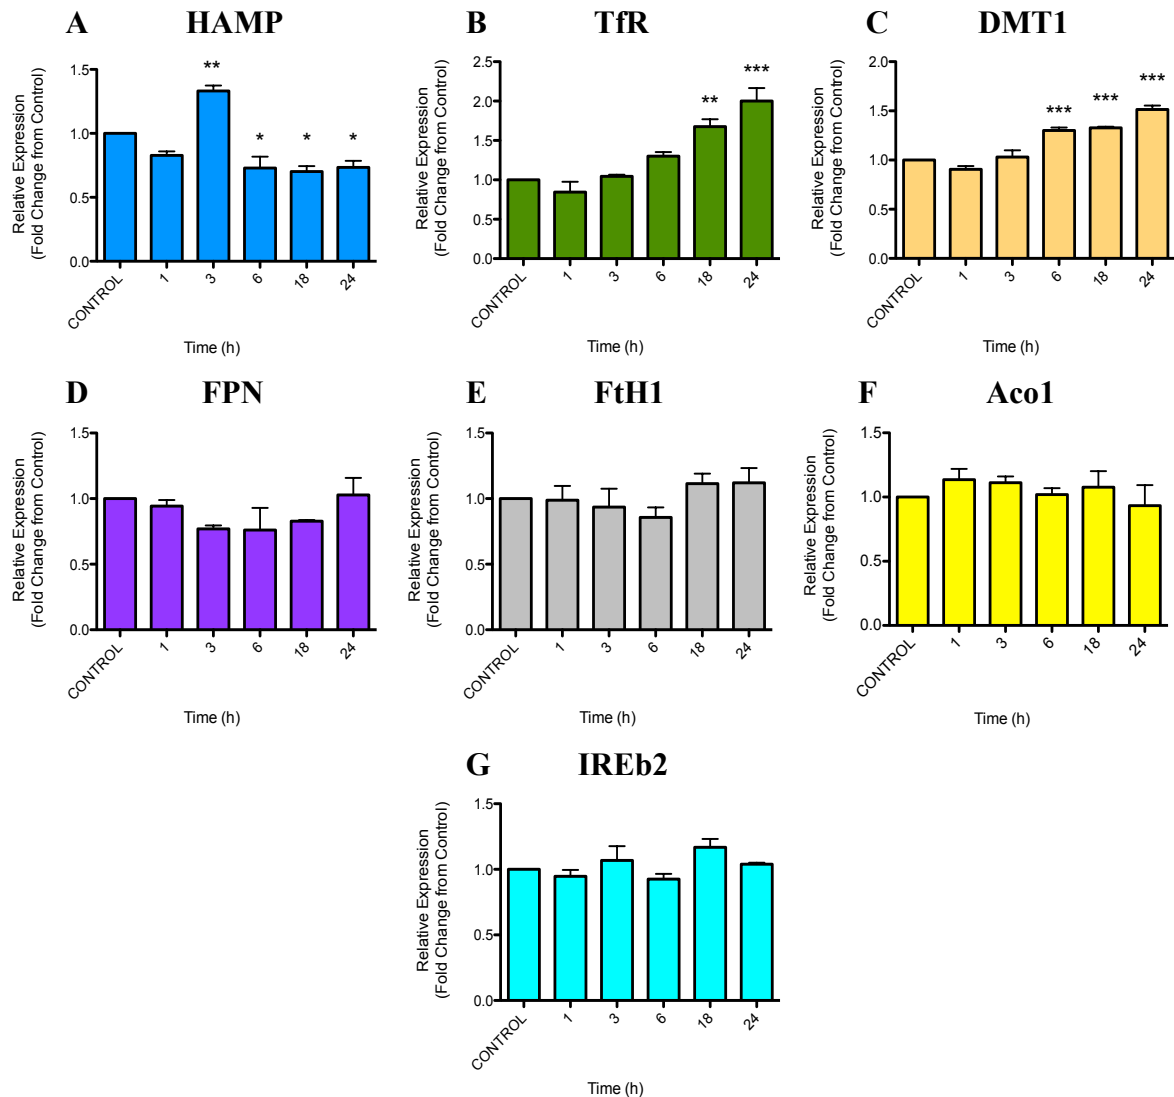 A HAMP
Relative Expression
(Fold Change from Control)
1.5
1.0
0.5
0.0
**
*
*
*
CONTROL
1
3
6
18
24
Time (h)
B TfR
Relative Expression
(Fold Change from Control)
2.5
2.0
1.5
1.0
0.5
0.0
**
***
CONTROL
1
3
6
18
24
Time (h)
C DMT1
Relative Expression
(Fold Change from Control)
2.0
1.5
1.0
0.5
0.0
***
***
***
CONTROL
1
3
6
18
24
Time (h)
D FPN
Relative Expression
(Fold Change from Control)
1.5
1.0
0.5
0.0
CONTROL
1
3
6
18
24
Time (h)
E FtH1
Relative Expression
(Fold Change from Control)
1.5
1.0
0.5
0.0
CONTROL
1
3
6
18
24
Time (h)
F Aco1
Relative Expression
(Fold Change from Control)
1.5
1.0
0.5
0.0
CONTROL
1
3
6
18
24
Time (h)
G IREb2
Relative Expression
(Fold Change from Control)
1.5
1.0
0.5
0.0
CONTROL
1
3
6
18
24
Time (h)